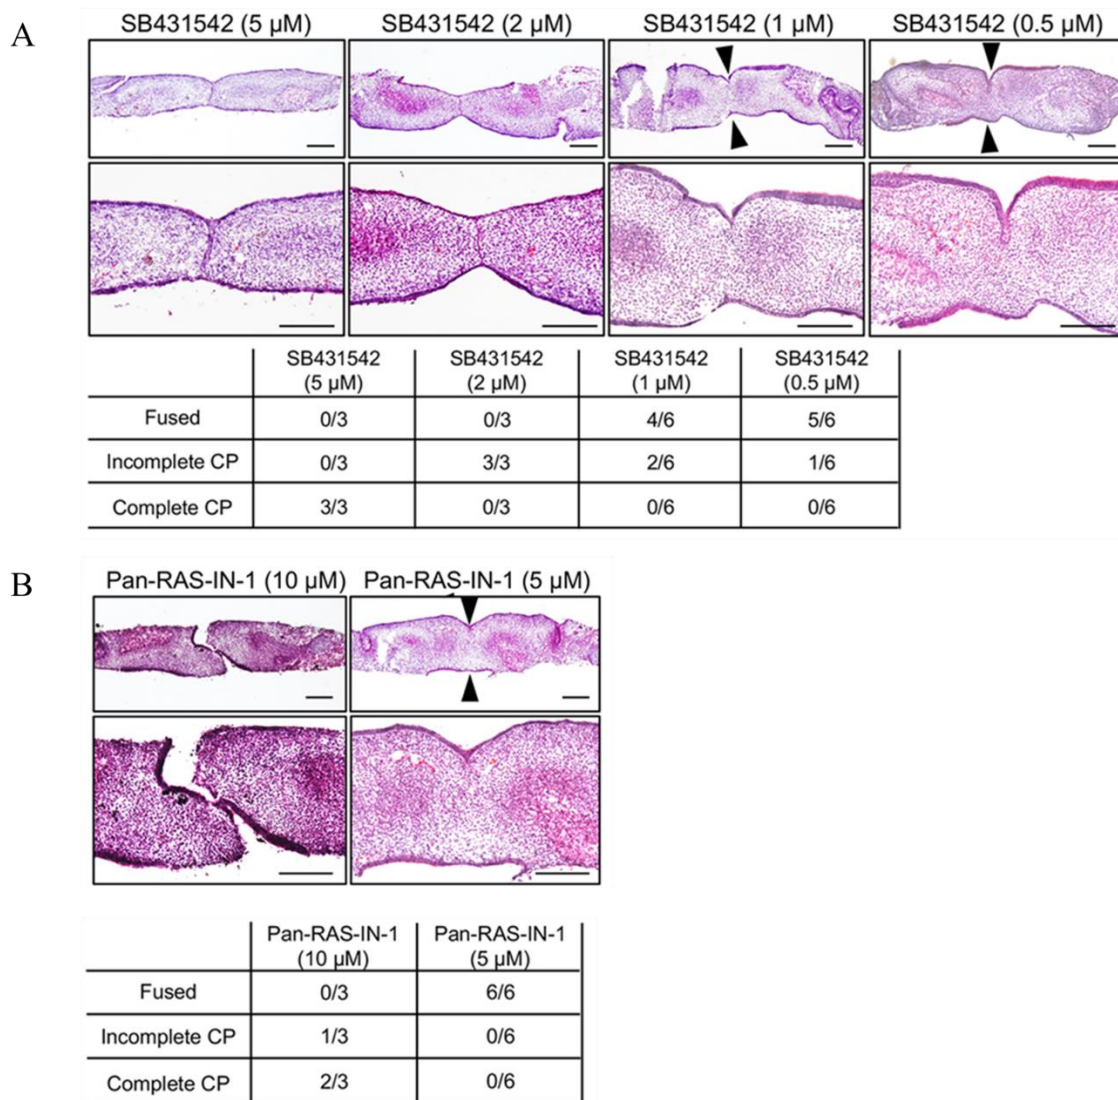 A
SB431542 (5 µM) SB431542 (2 µM) SB431542 (1 µM) SB431542 (0.5 µM)
SB431542 (5 µM) SB431542 (2 µM) SB431542 (1 µM) SB431542 (0.5 µM)
Fused 0/3 0/3 4/6 5/6
Incomplete CP 0/3 3/3 2/6 1/6
Complete CP 3/3 0/3 0/6 0/6
B
Pan-RAS-IN-1 (10 µM) Pan-RAS-IN-1 (5 µM)
Pan-RAS-IN-1 (10 µM) Pan-RAS-IN-1 (5 µM)
Fused 0/3 6/6
Incomplete CP 1/3 0/6
Complete CP 2/3 0/6